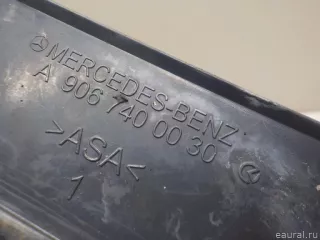 MERCEDES-BENZ
A 906 740 00 30
>ASA<
1
© eaural.ru